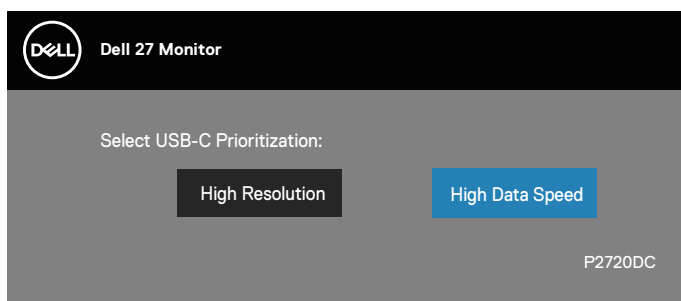 DELL
Dell 27 Monitor
Select USB-C Prioritization:
High Resolution
High Data Speed
P2720DC